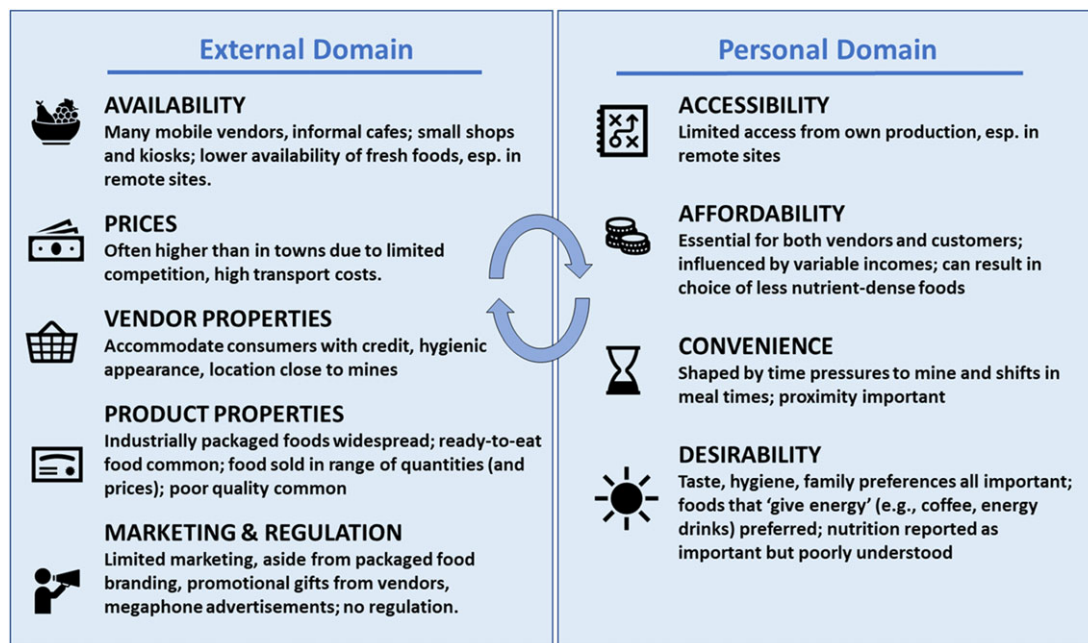 External Domain
AVAILABILITY
Many mobile vendors, informal cafes; small shops
and kiosks; lower availability of fresh foods, esp. in
remote sites.
PRICES
Often higher than in towns due to limited
competition, high transport costs.
VENDOR PROPERTIES
Accommodate consumers with credit, hygienic
appearance, location close to mines
PRODUCT PROPERTIES
Industrially packaged foods widespread; ready-to-eat
food common; food sold in range of quantities (and
prices); poor quality common
MARKETING & REGULATION
Limited marketing, aside from packaged food
branding, promotional gifts from vendors,
megaphone advertisements; no regulation.
Personal Domain
ACCESSIBILITY
Limited access from own production, esp. in
remote sites
AFFORDABILITY
Essential for both vendors and customers;
influenced by variable incomes; can result in
choice of less nutrient-dense foods
CONVENIENCE
Shaped by time pressures to mine and shifts in
meal times; proximity important
DESIRABILITY
Taste, hygiene, family preferences all important;
foods that ‘give energy’ (e.g., coffee, energy
drinks) preferred; nutrition reported as
important but poorly understood